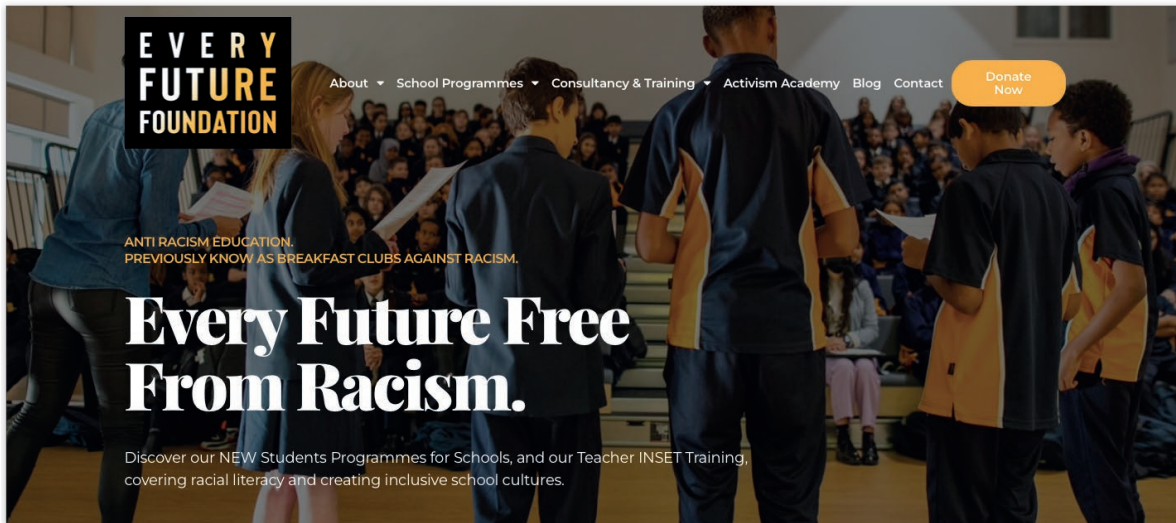 EVERY
FUTURE
FOUNDATION
About
School Programmes
Consultancy & Training
Activism Academy
Blog
Contact
Donate
Now
ANTI RACISM EDUCATION.
PREVIOUSLY KNOW AS BREAKFAST CLUBS AGAINST RACISM.
Every Future Free
From Racism.
Discover our NEW Students Programmes for Schools, and our Teacher INSET Training,
covering racial literacy and creating inclusive school cultures.